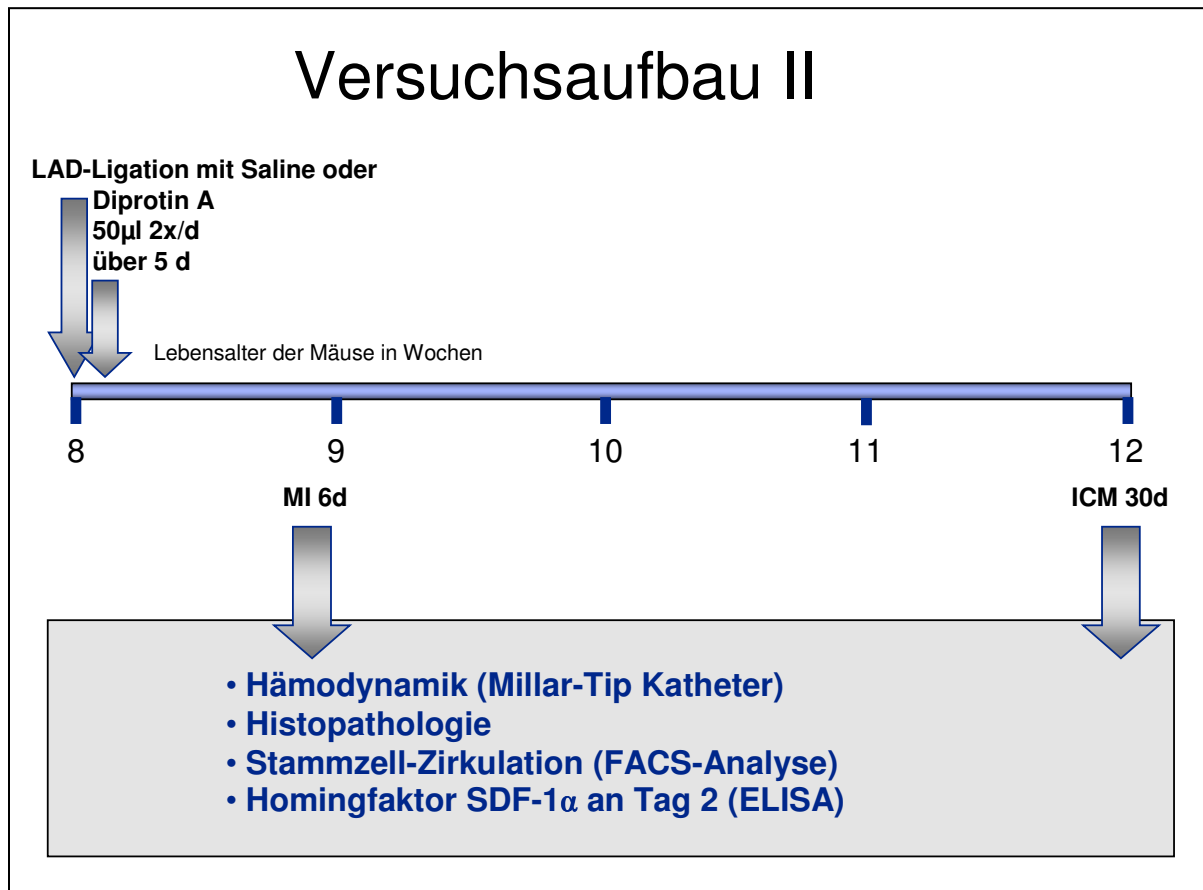 Versuchsaufbau II
LAD-Ligation mit Saline oder
Diprotin A
50µl 2x/d
über 5 d
Lebensalter der Mäuse in Wochen
8 9 10 11 12
MI 6d ICM 30d
• Hämodynamik (Millar-Tip Katheter)
• Histopathologie
• Stammzell-Zirkulation (FACS-Analyse)
• Homingfaktor SDF-1α an Tag 2 (ELISA)